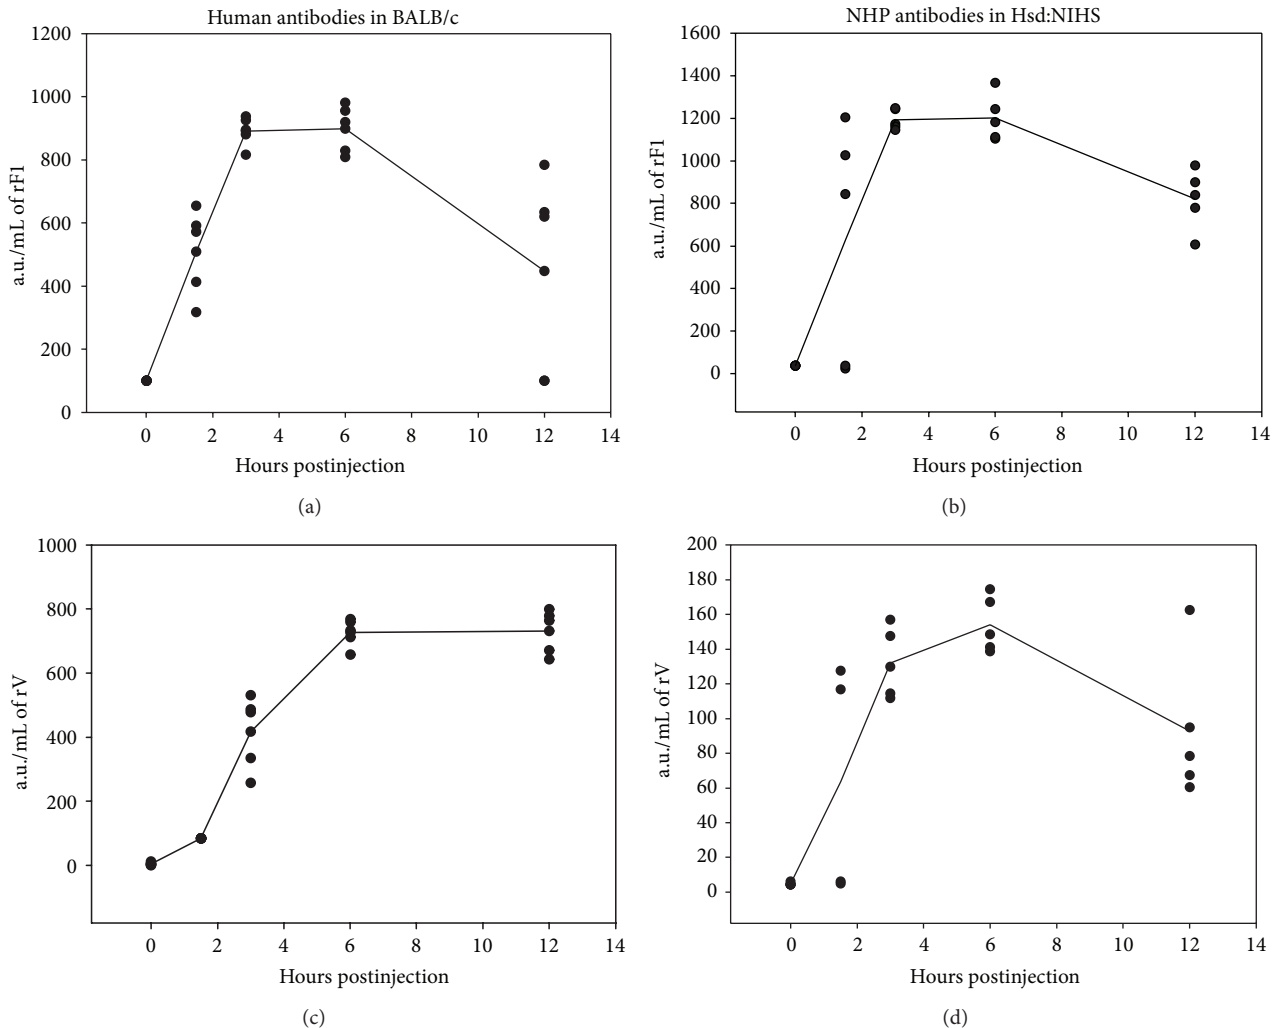 Human antibodies in BALB/c
1200
1000
800
600
400
200
0
a.u./mL of rF1
0 2 4 6 8 10 12 14
Hours postinjection
(a)
NHP antibodies in Hsd:NIHS
1600
1400
1200
1000
800
600
400
200
0
a.u./mL of rF1
0 2 4 6 8 10 12 14
Hours postinjection
(b)
1000
800
600
400
200
0
a.u./mL of rV
0 2 4 6 8 10 12 14
Hours postinjection
(c)
200
180
160
140
120
100
80
60
40
20
0
a.u./mL of rV
0 2 4 6 8 10 12 14
Hours postinjection
(d)